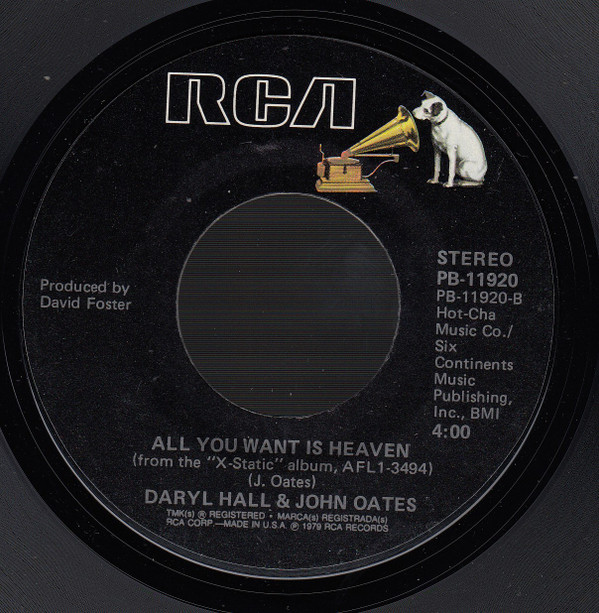 RCA
STEREO
PB-11920
PB-11920-B
Hot-Cha
Music Co./
Six
Continents
Music
Publishing,
Inc., BMI
4:00
Produced by
David Foster
ALL YOU WANT IS HEAVEN
(from the "X-Static" album, AFL1-3494)
(J. Oates)
DARYL HALL & JOHN OATES
TMK(s) ® REGISTERED • MARCA(s) REGISTRADA(s)
RCA CORP.—MADE IN U.S.A. ℗ 1979 RCA RECORDS